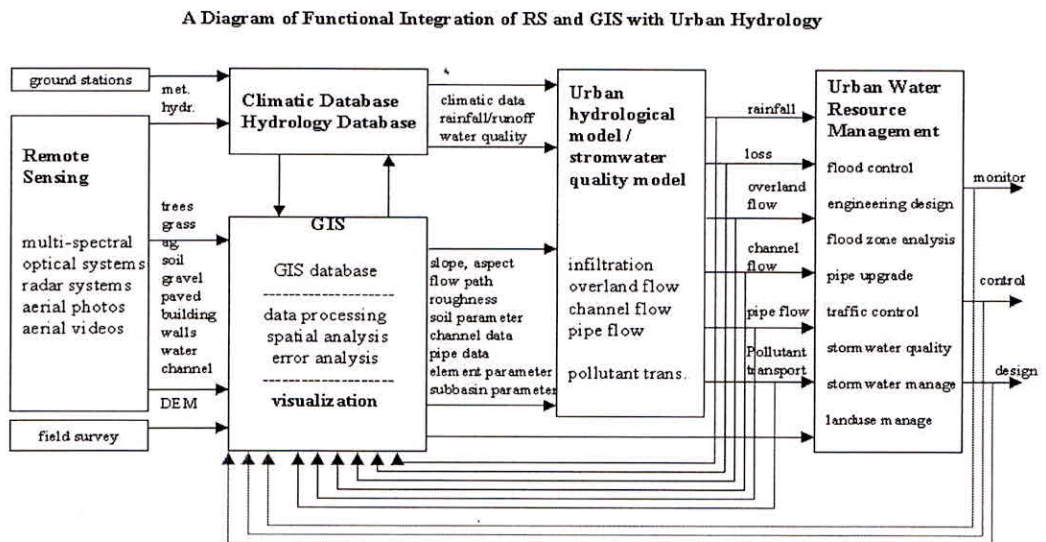 A Diagram of Functional Integration of RS and GIS with Urban Hydrology
ground stations
Remote
Sensing
multi-spectral
optical systems
radar systems
aerial photos
aerial videos
field survey
met.
hydr.
trees
grass
ag.
soil
gravel
paved
building
walls
water
channel
DEM
Climatic Database
Hydrology Database
GIS
GIS database
data processing
spatial analysis
error analysis
visualization
climatic data
rainfall/runoff
water quality
slope, aspect
flow path
roughness
soil parameter
channel data
pipe data
element parameter
subbasin parameter
Urban
hydrological
model /
stromwater
quality model
infiltration
overland flow
channel flow
pipe flow
pollutant trans.
rainfall
loss
overland
flow
channel
flow
pipe flow
Pollutant
transport
Urban Water
Resource
Management
flood control
engineering design
flood zone analysis
pipe upgrade
traffic control
stormwater quality
stormwater manage
landuse manage
monitor
control
design